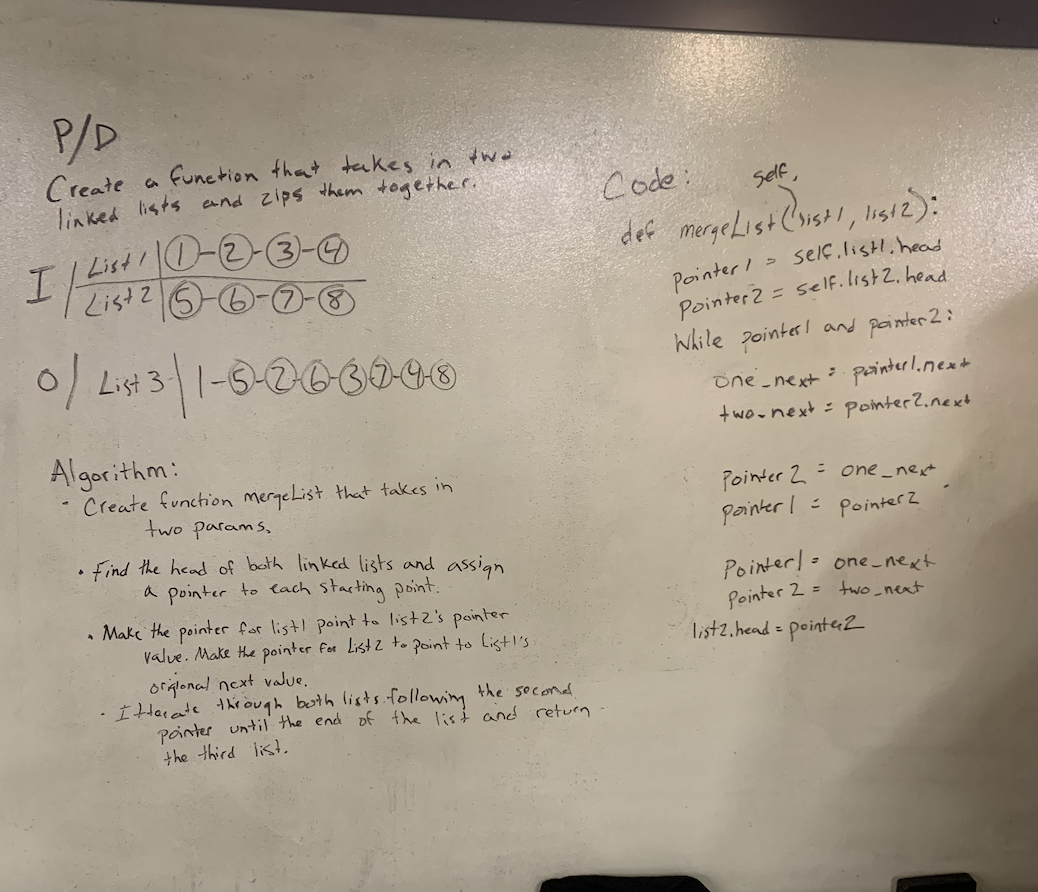 P/D
Create a function that takes in two
linked lists and zips them together.
I / List 1 | 1-2-3-4
List 2 | 5-6-7-8
O / List 3 | 1-5-2-6-3-7-4-8
Algorithm:
- Create function mergeList that takes in
two params.
• Find the head of both linked lists and assign
a pointer to each starting point.
• Make the pointer for list1 point to list2's pointer
value. Make the pointer for List2 to point to List1's
origional next value.
• Itterate through both lists following the second
pointer until the end of the list and return
the third list.
Code:
self,
def mergeList(list1, list2):
Pointer1 = self.list1.head
Pointer2 = self.list2.head
While pointer1 and pointer2:
one_next = pointer1.next
two_next = pointer2.next
Pointer2 = one_next
pointer1 = pointer2
Pointer1 = one_next
Pointer2 = two_next
list2.head = pointer2